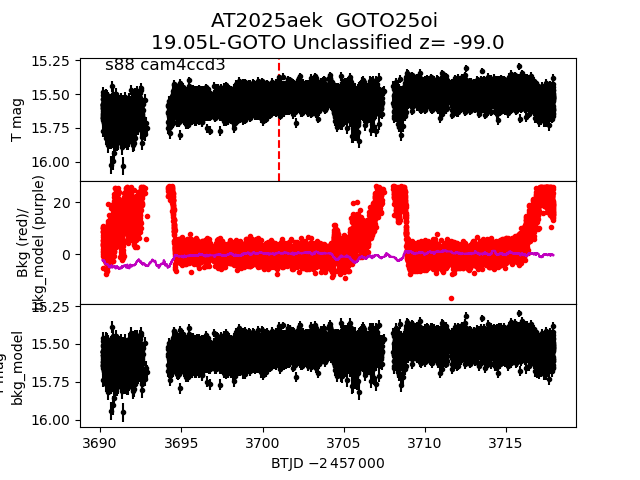 AT2025aek  GOTO25oi
19.05L-GOTO Unclassified z= -99.0
s88 cam4ccd3
15.25
15.50
15.75
16.00
T mag
20
0
Bkg (red)/
bkg_model (purple)
15.25
15.50
15.75
16.00
bkg_model
3690 3695 3700 3705 3710 3715
BTJD −2 457 000